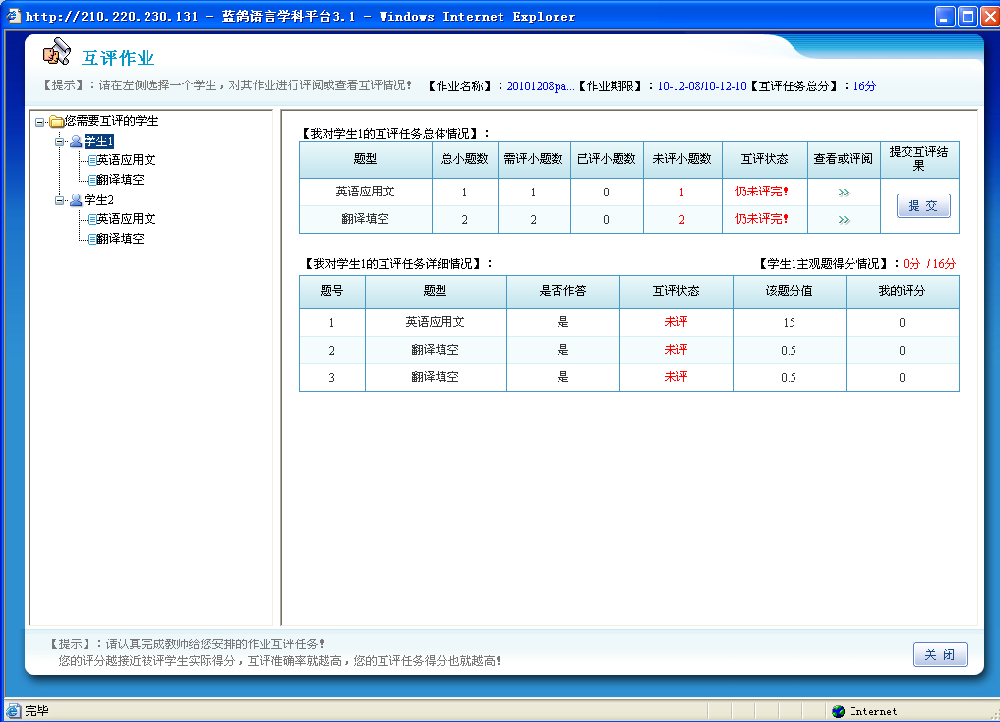 http://210.220.230.131 - 蓝鸽语言学科平台3.1 - Windows Internet Explorer
互评作业
【提示】：请在左侧选择一个学生，对其作业进行评阅或查看互评情况! 【作业名称】：20101208pa...【作业期限】：10-12-08/10-12-10【互评任务总分】：16分
您需要互评的学生
学生1
英语应用文
翻译填空
学生2
英语应用文
翻译填空
【我对学生1的互评任务总体情况】：
题型 总小题数 需评小题数 已评小题数 未评小题数 互评状态 查看或评阅 提交互评结果
英语应用文 1 1 0 1 仍未评完! >>
翻译填空 2 2 0 2 仍未评完! >>
提 交
【我对学生1的互评任务详细情况】： 【学生1主观题得分情况】：0分 /16分
题号 题型 是否作答 互评状态 该题分值 我的评分
1 英语应用文 是 未评 15 0
2 翻译填空 是 未评 0.5 0
3 翻译填空 是 未评 0.5 0
【提示】：请认真完成教师给您安排的作业互评任务!
您的评分越接近被评学生实际得分，互评准确率就越高，您的互评任务得分也就越高!
关 闭
完毕 Internet